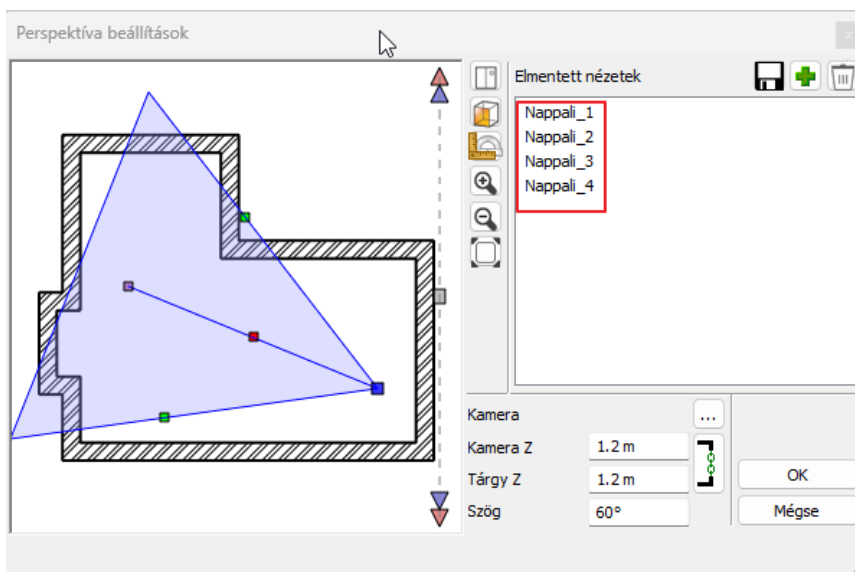 Perspektíva beállítások
x
Elmentett nézetek
Nappali_1
Nappali_2
Nappali_3
Nappali_4
Kamera
...
Kamera Z 1.2 m
Tárgy Z 1.2 m
Szög 60°
OK
Mégse